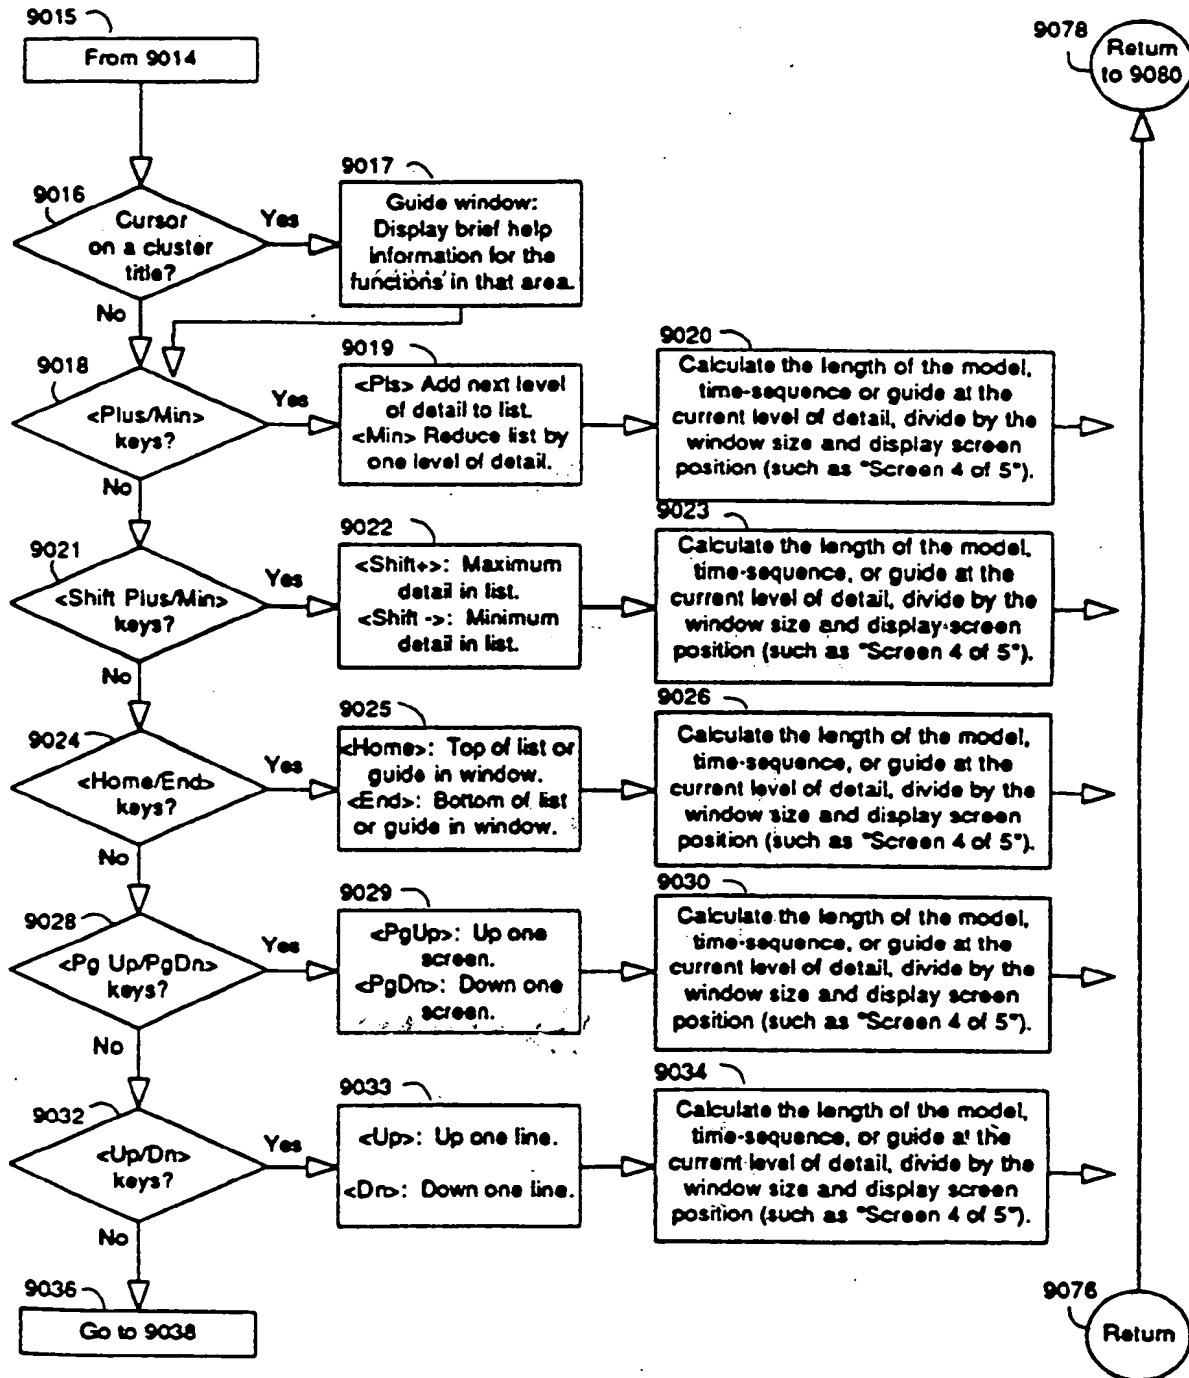 9015
From 9014
9078
Return
to 9080
9016
Cursor
on a cluster
title?
Yes
No
9017
Guide window:
Display brief help
information for the
functions in that area.
9018
<Plus/Min>
keys?
Yes
No
9019
<Pls> Add next level
of detail to list.
<Min> Reduce list by
one level of detail.
9020
Calculate the length of the model,
time-sequence or guide at the
current level of detail, divide by the
window size and display screen
position (such as "Screen 4 of 5").
9021
<Shift Plus/Min>
keys?
Yes
No
9022
<Shift+>: Maximum
detail in list.
<Shift ->: Minimum
detail in list.
9023
Calculate the length of the model,
time-sequence, or guide at the
current level of detail, divide by the
window size and display screen
position (such as "Screen 4 of 5").
9024
<Home/End>
keys?
Yes
No
9025
<Home>: Top of list or
guide in window.
<End>: Bottom of list
or guide in window.
9026
Calculate the length of the model,
time-sequence, or guide at the
current level of detail, divide by the
window size and display screen
position (such as "Screen 4 of 5").
9028
<Pg Up/PgDn>
keys?
Yes
No
9029
<PgUp>: Up one
screen.
<PgDn>: Down one
screen.
9030
Calculate the length of the model,
time-sequence, or guide at the
current level of detail, divide by the
window size and display screen
position (such as "Screen 4 of 5").
9032
<Up/Dn>
keys?
Yes
No
9033
<Up>: Up one line.
<Dn>: Down one line.
9034
Calculate the length of the model,
time-sequence, or guide at the
current level of detail, divide by the
window size and display screen
position (such as "Screen 4 of 5").
9036
Go to 9038
9076
Return